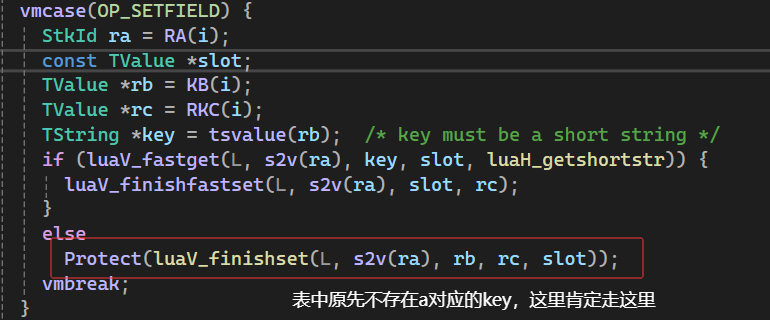 vmcase(OP_SETFIELD) {
StkId ra = RA(i);
const TValue *slot;
TValue *rb = KB(i);
TValue *rc = RKC(i);
TString *key = tsvalue(rb);  /* key must be a short string */
if (luaV_fastget(L, s2v(ra), key, slot, luaH_getshortstr)) {
luaV_finishfastset(L, s2v(ra), slot, rc);
}
else
Protect(luaV_finishset(L, s2v(ra), rb, rc, slot));
vmbreak;
表中原先不存在a对应的key，这里肯定走这里
}